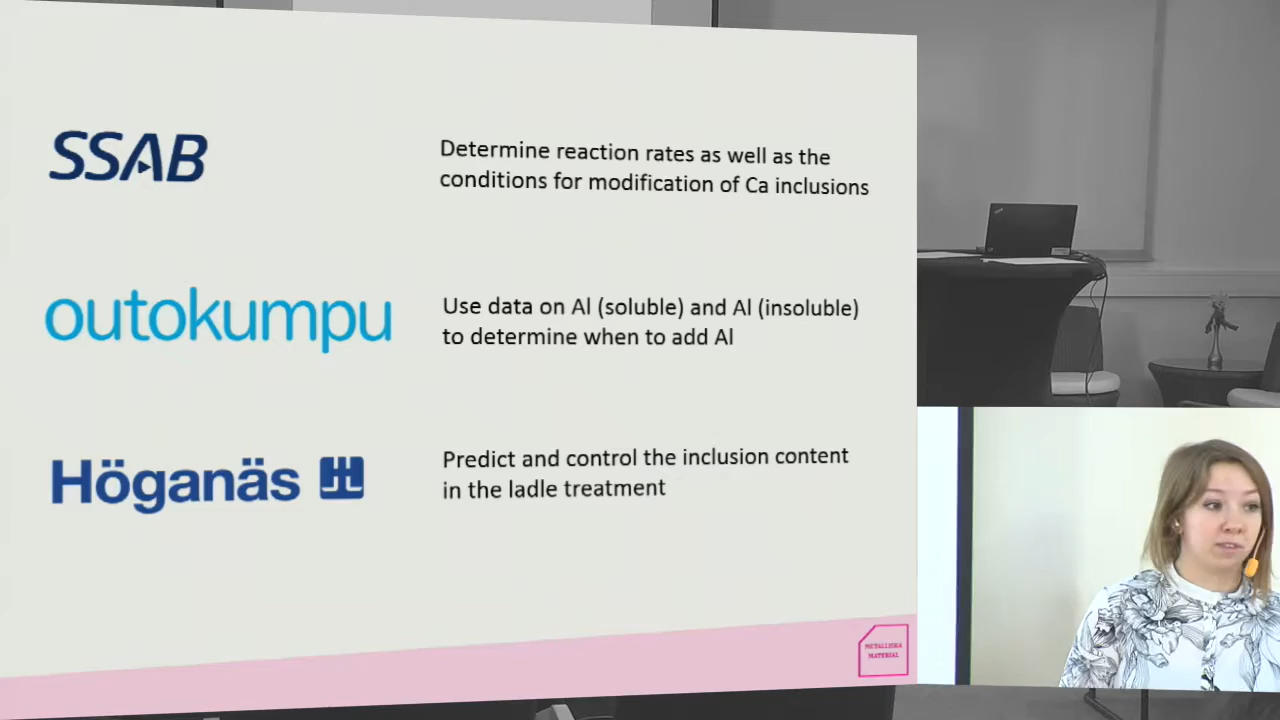 SSAB
Determine reaction rates as well as the
conditions for modification of Ca inclusions
outokumpu
Use data on Al (soluble) and Al (insoluble)
to determine when to add Al
Höganäs
Predict and control the inclusion content
in the ladle treatment
METALLISKA
MATERIAL